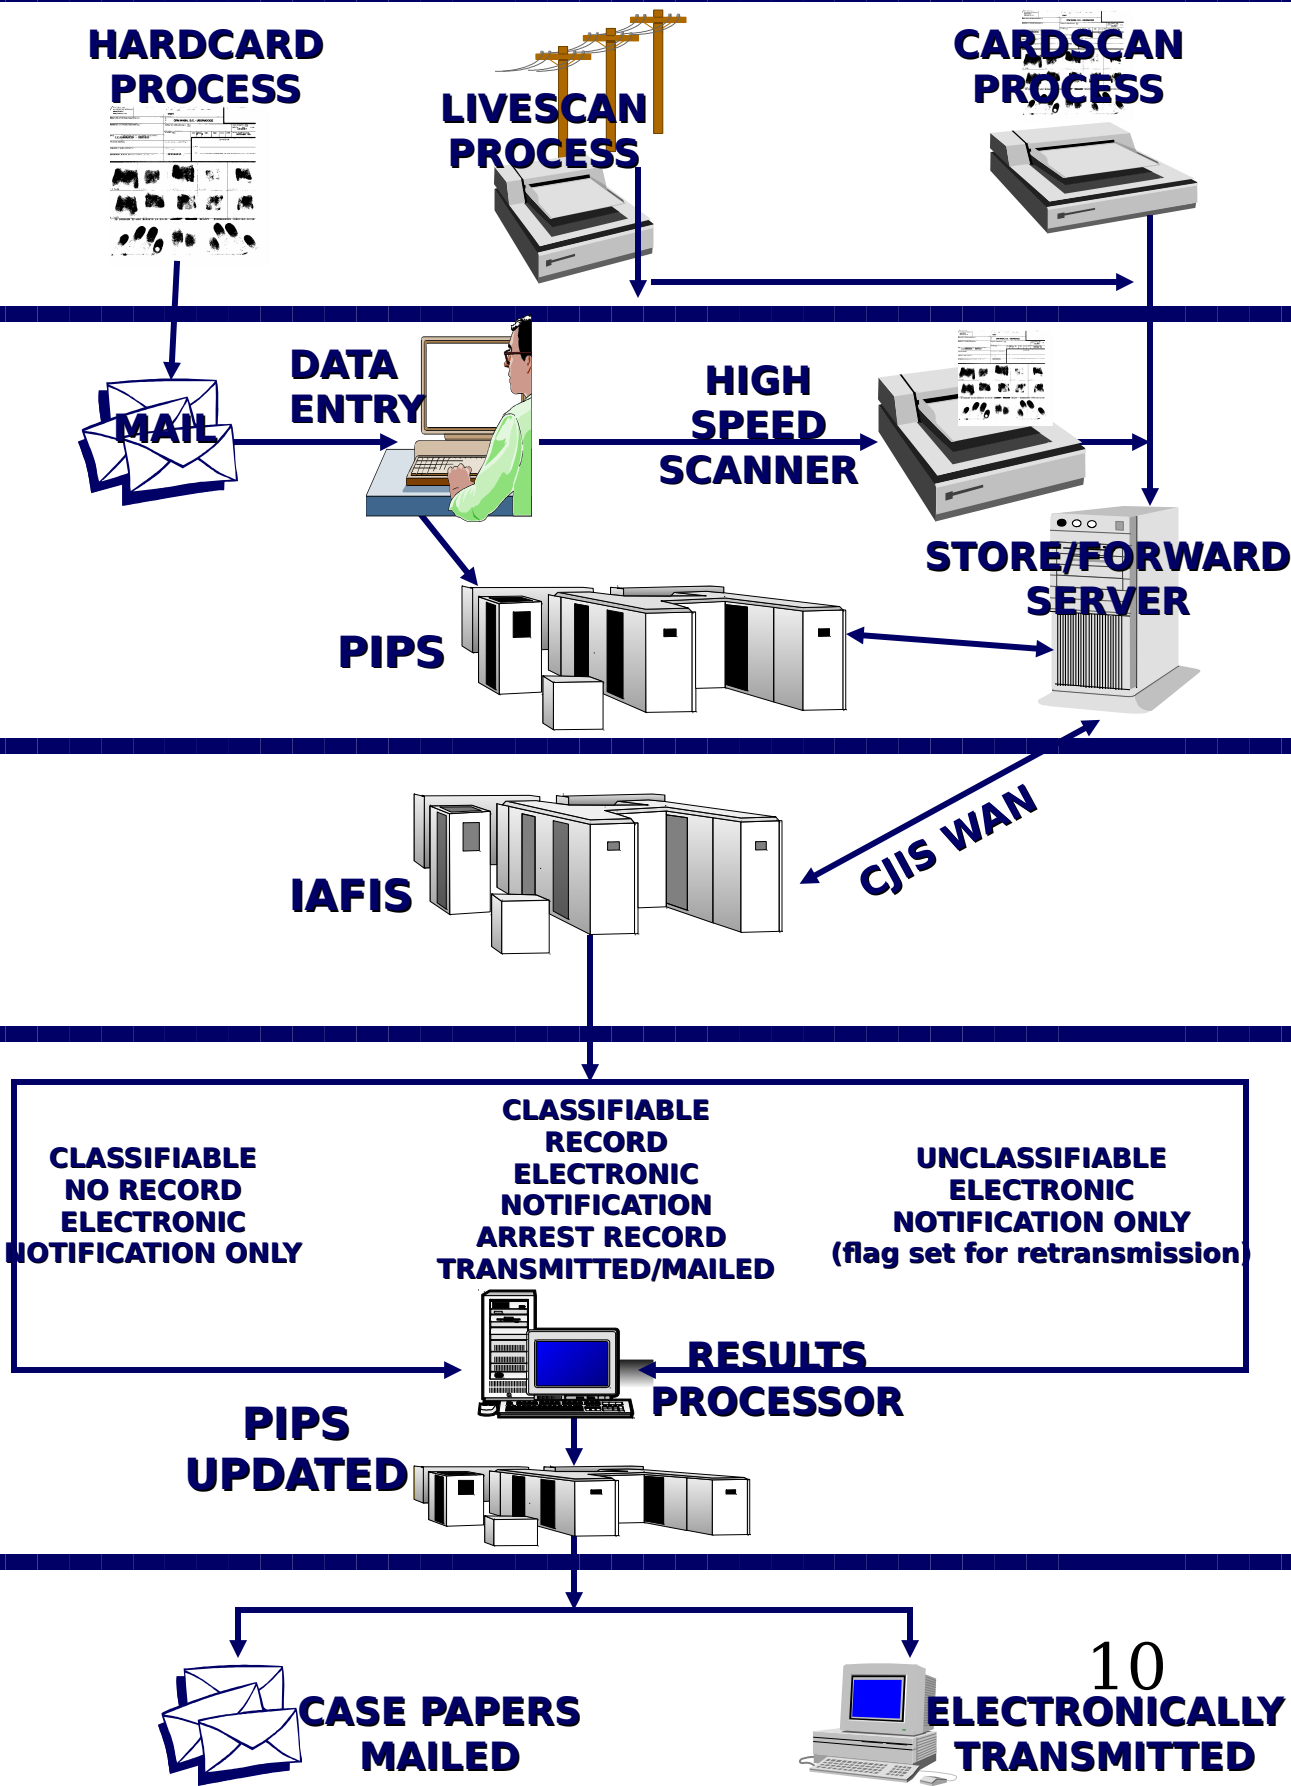 HARDCARD
PROCESS
LIVESCAN
PROCESS
CARDSCAN
PROCESS
DATA
ENTRY
MAIL
HIGH
SPEED
SCANNER
STORE/FORWARD
SERVER
PIPS
CJIS WAN
IAFIS
CLASSIFIABLE
NO RECORD
ELECTRONIC
NOTIFICATION ONLY
CLASSIFIABLE
RECORD
ELECTRONIC
NOTIFICATION
ARREST RECORD
TRANSMITTED/MAILED
UNCLASSIFIABLE
ELECTRONIC
NOTIFICATION ONLY
(flag set for retransmission)
RESULTS
PROCESSOR
PIPS
UPDATED
CASE PAPERS
MAILED
10
ELECTRONICALLY
TRANSMITTED